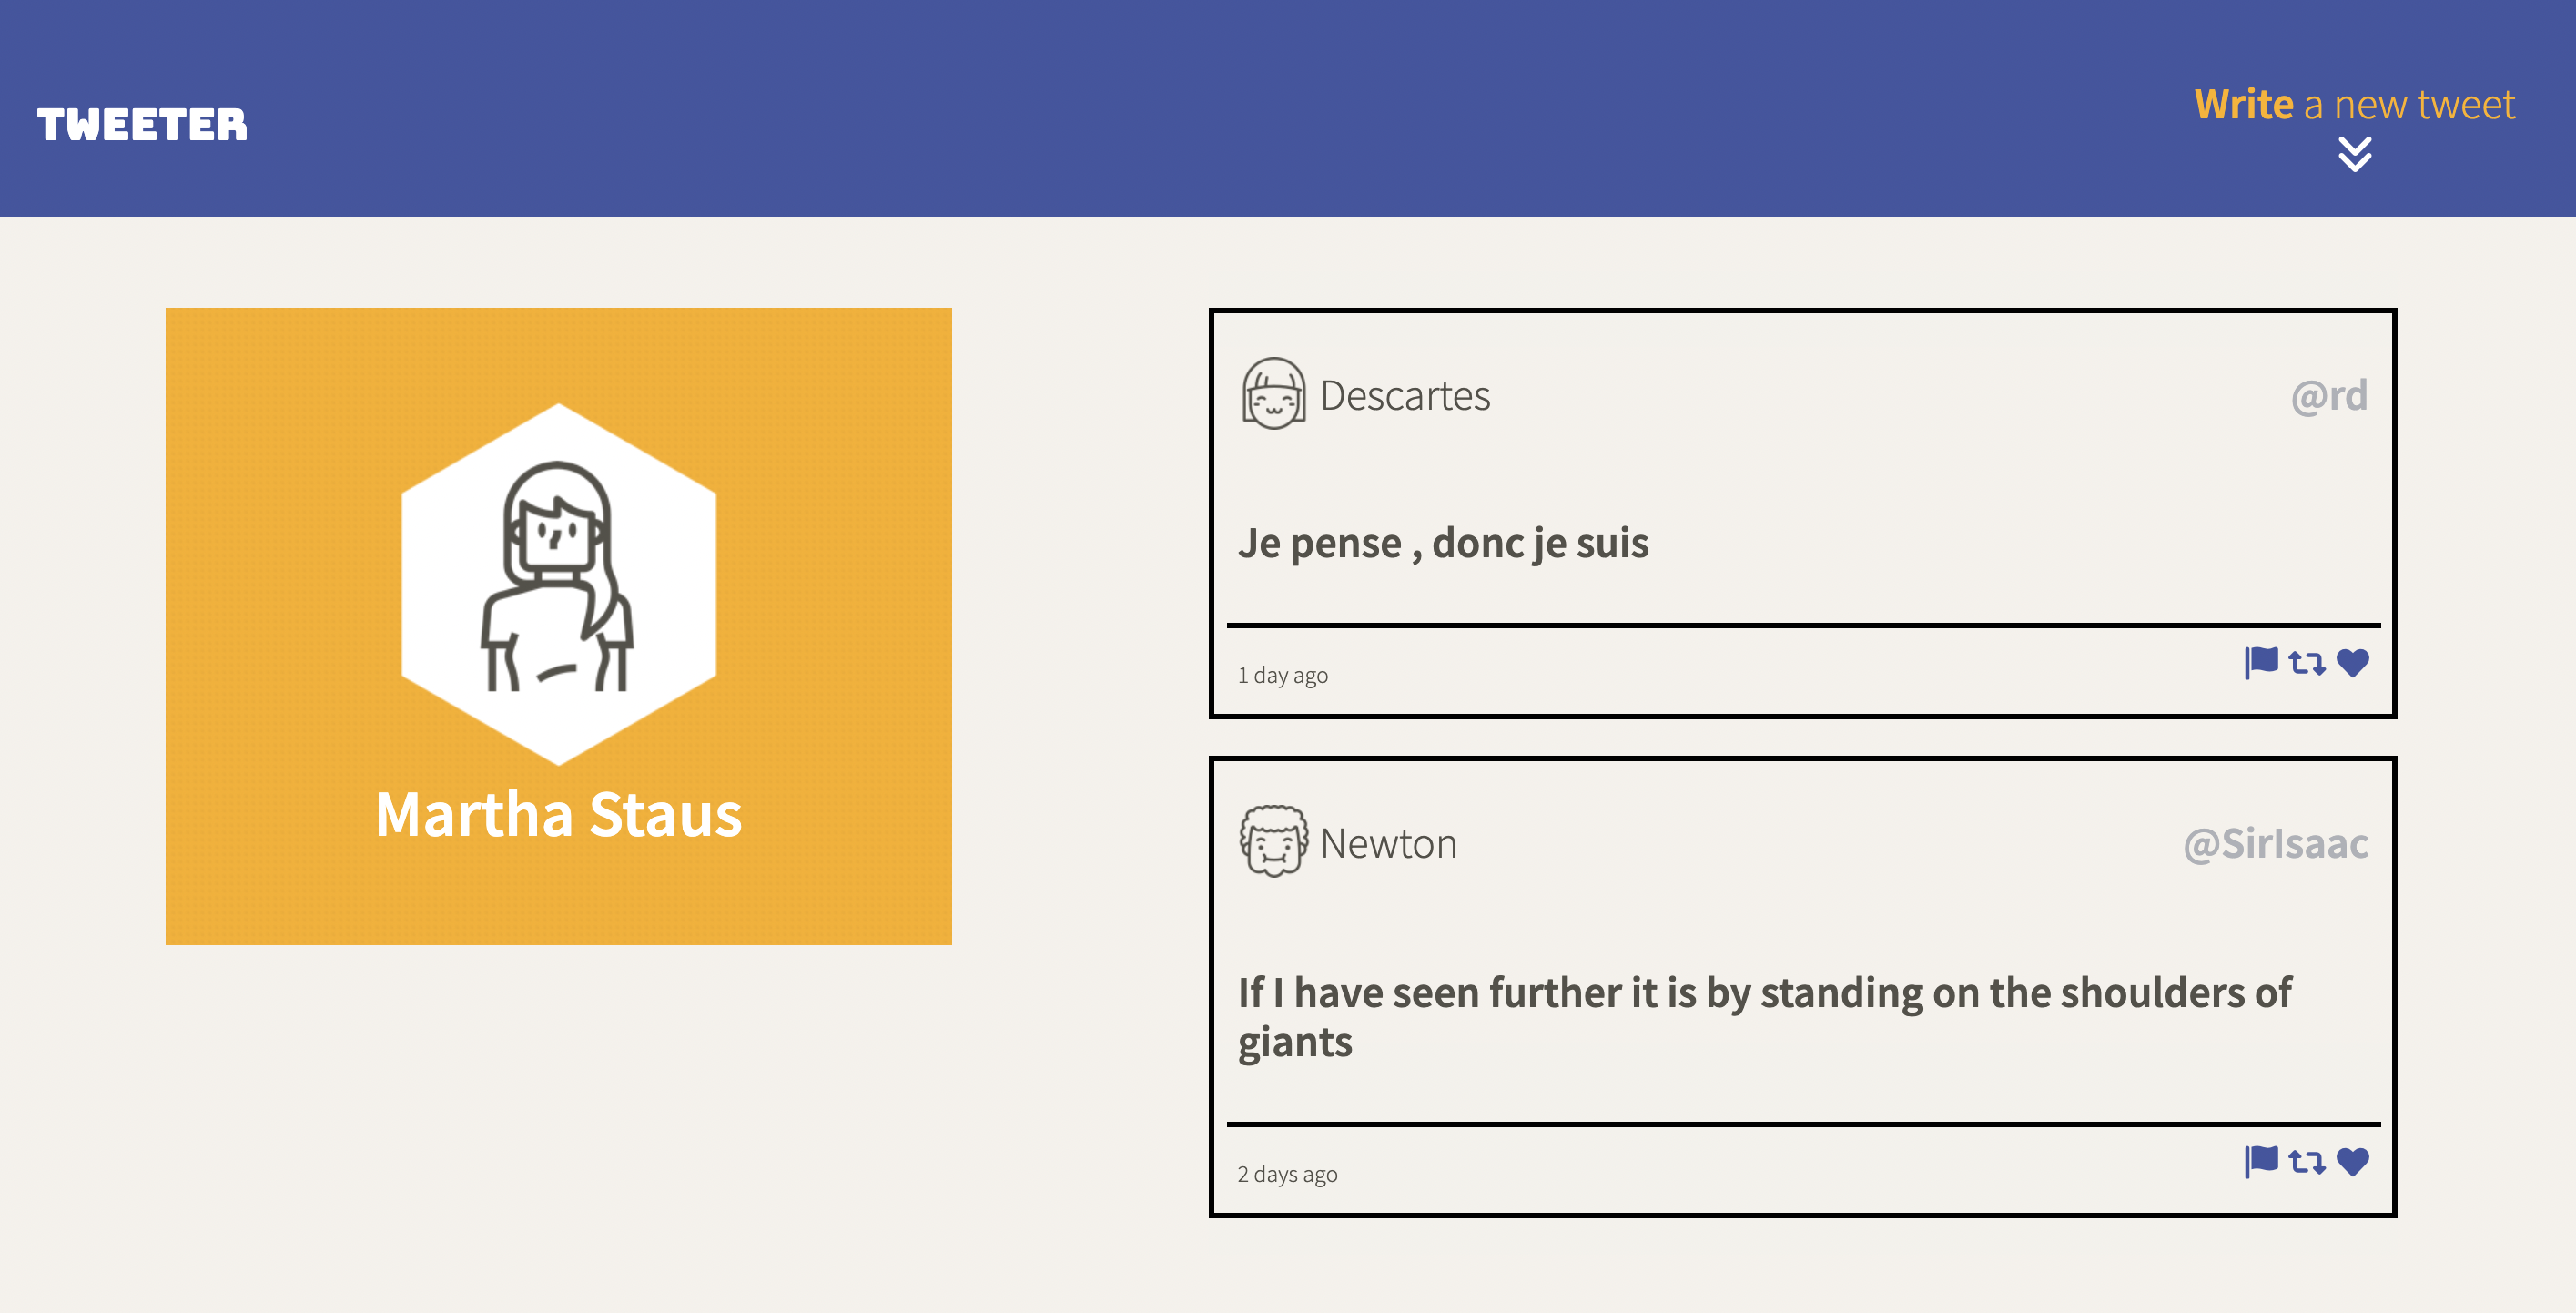 TWEETER
Write a new tweet
Martha Staus
Descartes
@rd
Je pense , donc je suis
1 day ago
Newton
@SirIsaac
If I have seen further it is by standing on the shoulders of
giants
2 days ago